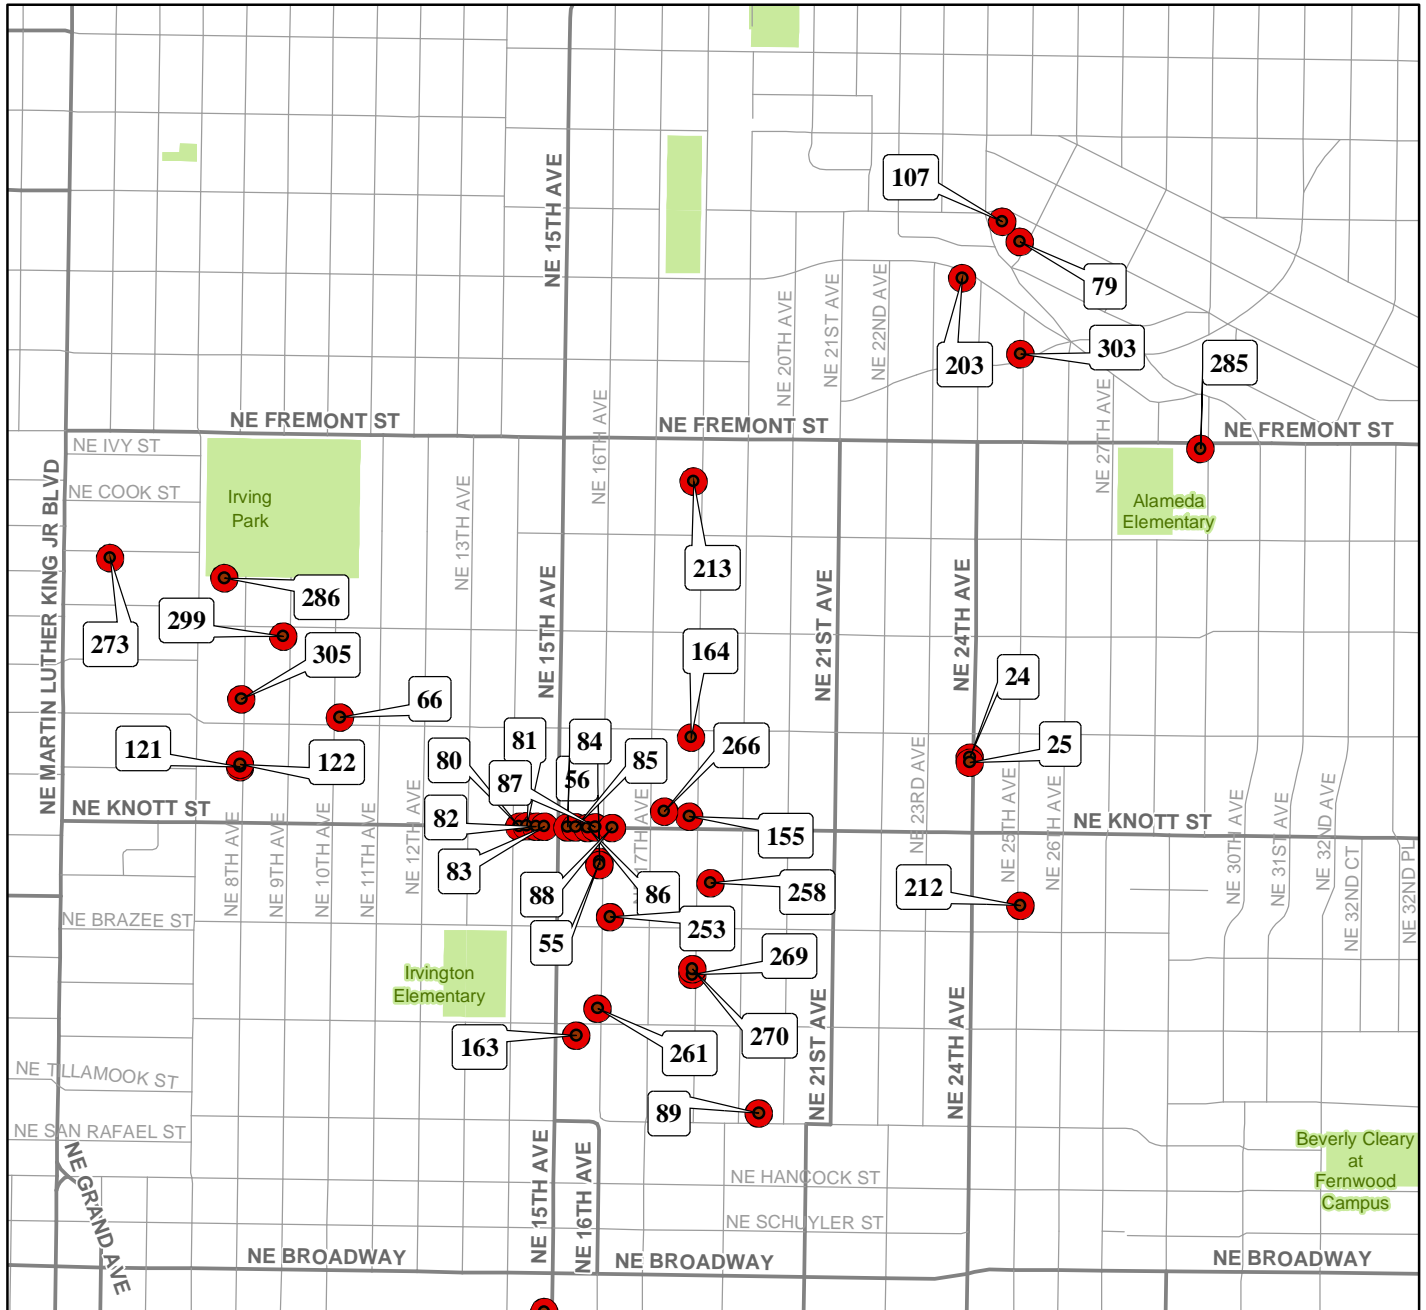 107
NE 15TH AVE
79
NE 20TH AVE
NE 21ST AVE
NE 22ND AVE
203
303
285
NE 27TH AVE
NE 16TH AVE
NE FREMONT ST
NE FREMONT ST
NE FREMONT ST
NE IVY ST
NE COOK ST
Irving
Park
NE 13TH AVE
Alameda
Elementary
NE MARTIN LUTHER KING JR BLVD
213
273
286
299
305
NE 15TH AVE
NE 21ST AVE
NE 24TH AVE
164
24
66
121
122
80
81
84
87
56
85
266
25
82
83
155
NE KNOTT ST
NE KNOTT ST
NE 8TH AVE
NE 9TH AVE
NE 10TH AVE
NE 11TH AVE
NE 12TH AVE
17TH AVE
NE 23RD AVE
NE 25TH AVE
NE 26TH AVE
NE 30TH AVE
NE 31ST AVE
NE 32ND AVE
NE 32ND CT
NE 32ND PL
88
86
258
212
NE BRAZEE ST
55
253
269
Irvington
Elementary
270
163
261
NE 21ST AVE
NE 24TH AVE
NE TILLAMOOK ST
89
NE SAN RAFAEL ST
NE GRAND AVE
NE 15TH AVE
NE 16TH AVE
NE HANCOCK ST
NE SCHUYLER ST
Beverly Cleary
at
Fernwood
Campus
NE BROADWAY
NE BROADWAY
NE BROADWAY